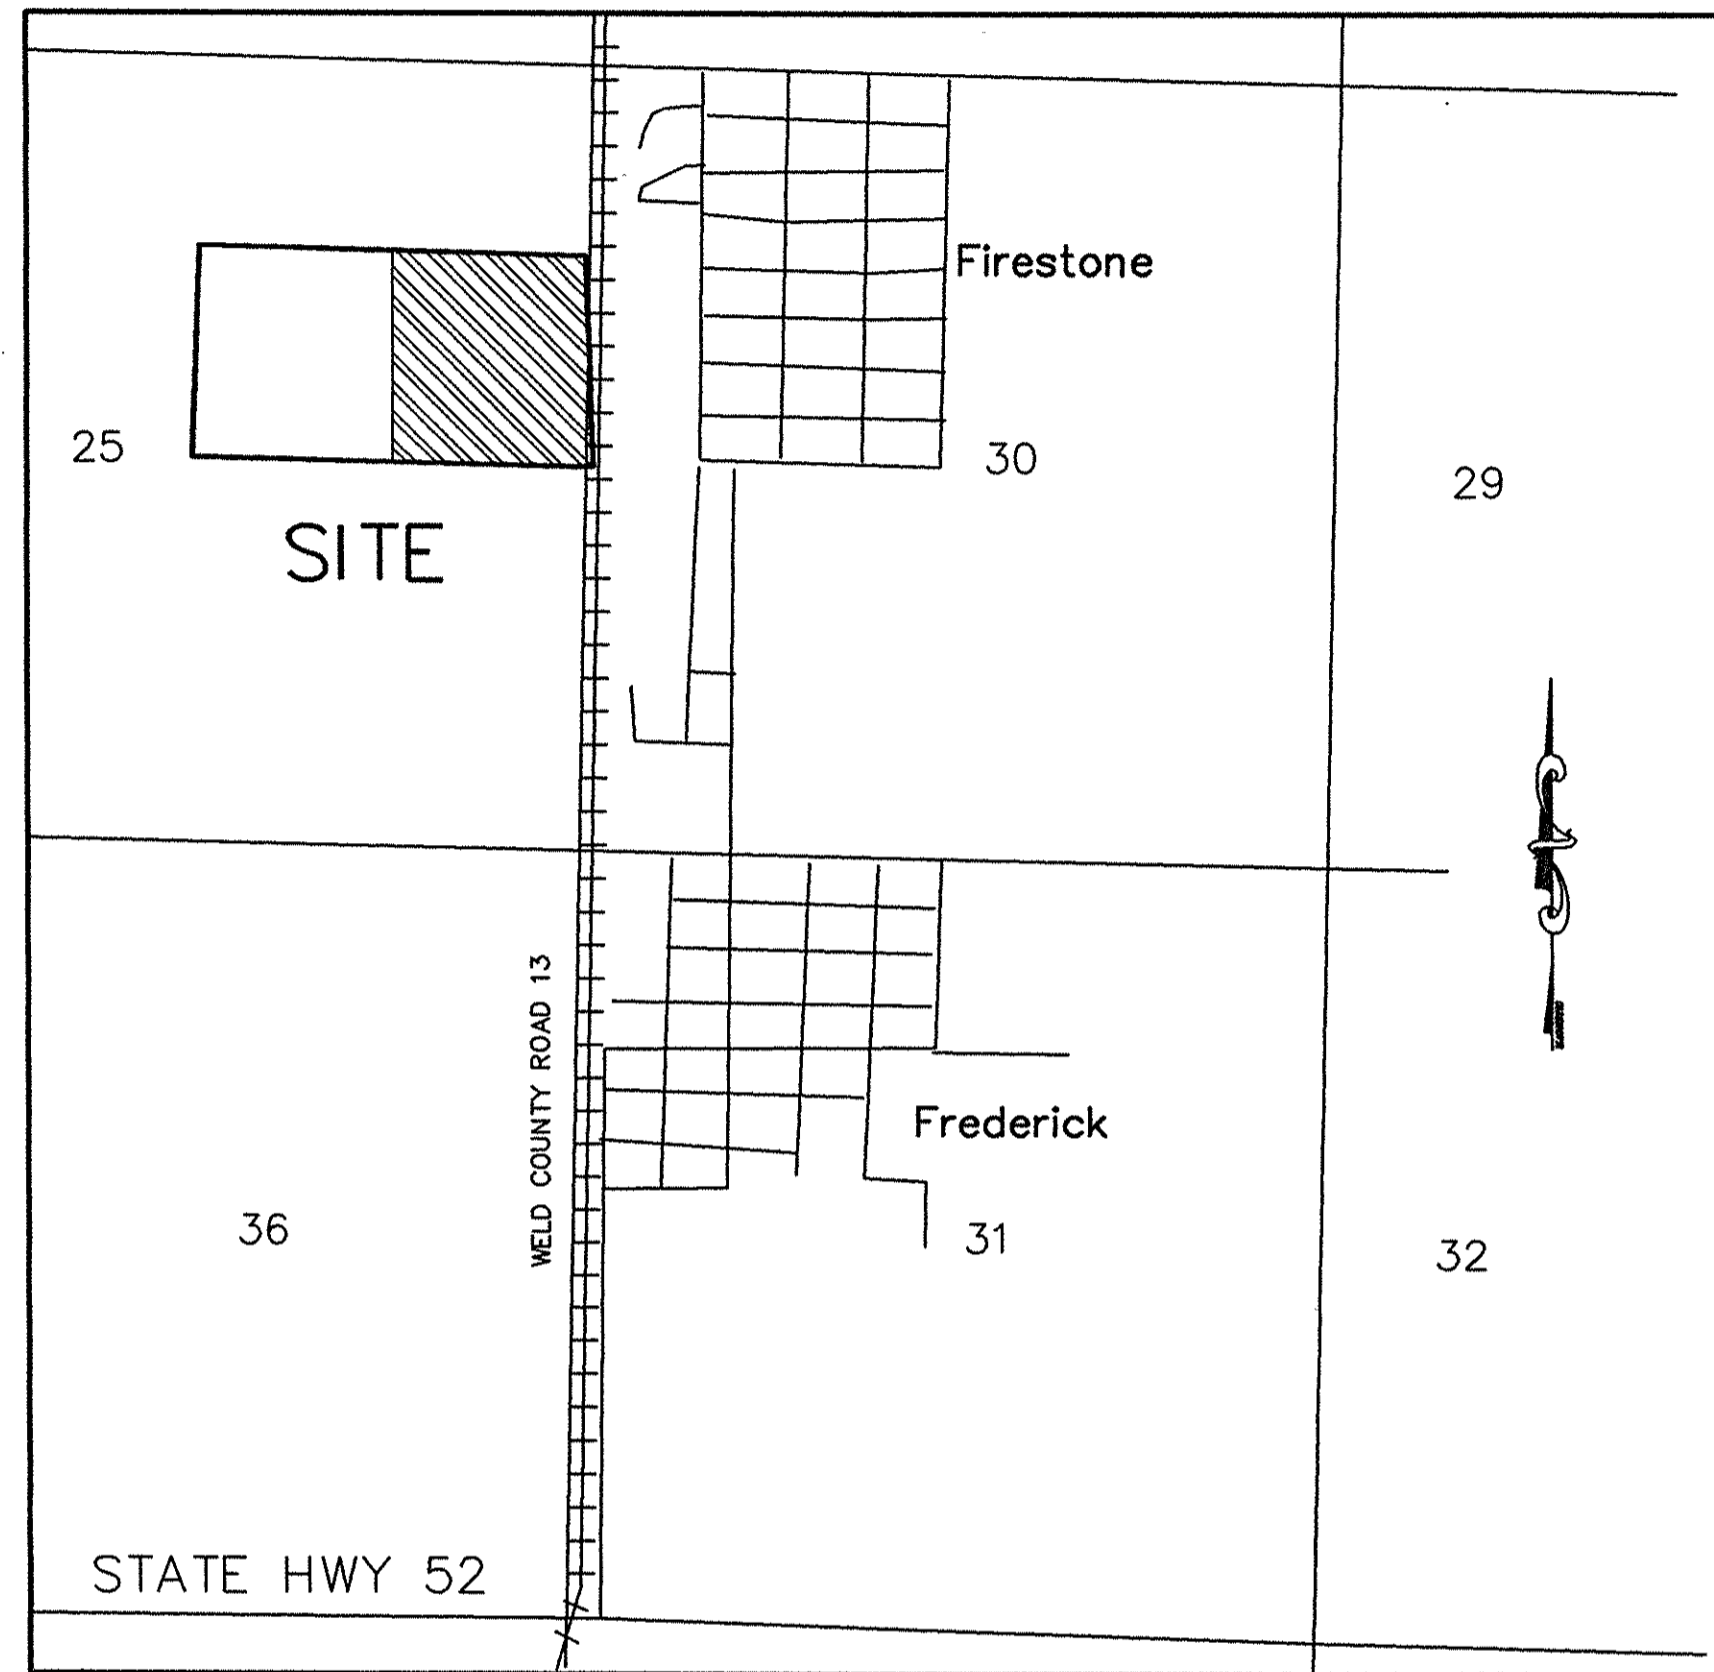 Firestone
25
30
29
SITE
WELD COUNTY ROAD 13
Frederick
36
31
32
STATE HWY 52